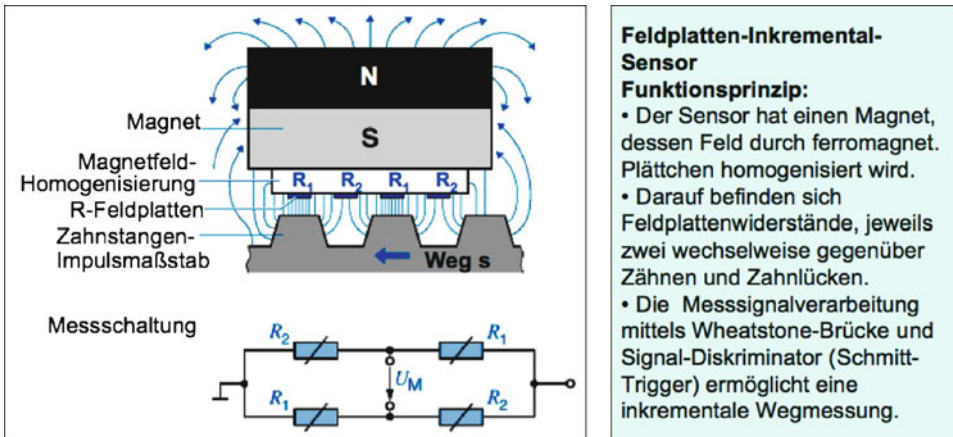 N
S
Magnet
Magnetfeld-
Homogenisierung
R1 R2 R1 R2
R-Feldplatten
Zahnstangen-
Impulsmaßstab
Weg s
Messschaltung
R2 R1
UM
R1 R2
Feldplatten-Inkremental-
Sensor
Funktionsprinzip:
• Der Sensor hat einen Magnet,
dessen Feld durch ferromagnet.
Plättchen homogenisiert wird.
• Darauf befinden sich
Feldplattenwiderstände, jeweils
zwei wechselweise gegenüber
Zähnen und Zahnlücken.
• Die Messsignalverarbeitung
mittels Wheatstone-Brücke und
Signal-Diskriminator (Schmitt-
Trigger) ermöglicht eine
inkrementale Wegmessung.